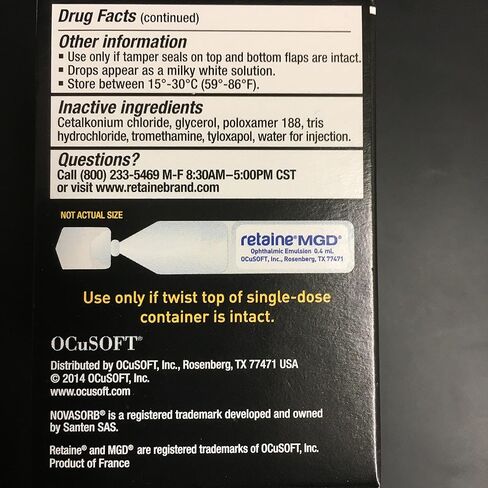 Drug Facts (continued)
Other information
▪ Use only if tamper seals on top and bottom flaps are intact.
▪ Drops appear as a milky white solution.
▪ Store between 15°-30°C (59°-86°F).
Inactive ingredients
Cetalkonium chloride, glycerol, poloxamer 188, tris
hydrochloride, tromethamine, tyloxapol, water for injection.
Questions?
Call (800) 233-5469 M-F 8:30AM–5:00PM CST
or visit www.retainebrand.com
NOT ACTUAL SIZE
retaine® MGD®
Ophthalmic Emulsion 0.4 mL
OCuSOFT, Inc., Rosenberg, TX 77471
Use only if twist top of single-dose
container is intact.
OCuSOFT®
Distributed by OCuSOFT, Inc., Rosenberg, TX 77471 USA
© 2014 OCuSOFT, Inc.
www.ocusoft.com
NOVASORB® is a registered trademark developed and owned
by Santen SAS.
Retaine® and MGD® are registered trademarks of OCuSOFT, Inc.
Product of France